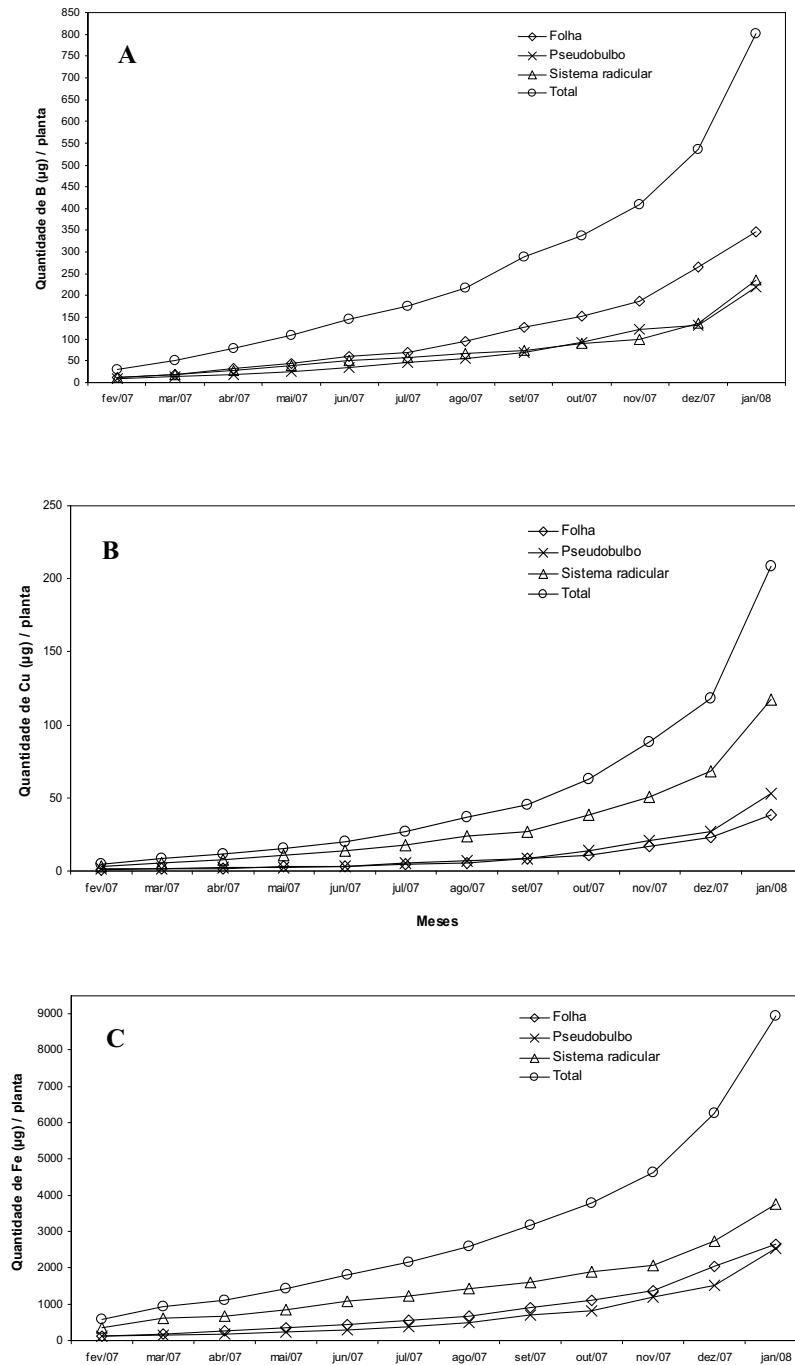 A
Folha
Pseudobulbo
Sistema radicular
Total
Quantidade de B (µg) / planta
850
800
750
700
650
600
550
500
450
400
350
300
250
200
150
100
50
0
fev/07 mar/07 abr/07 mai/07 jun/07 jul/07 ago/07 set/07 out/07 nov/07 dez/07 jan/08
B
Folha
Pseudobulbo
Sistema radicular
Total
Quantidade de Cu (µg) / planta
250
200
150
100
50
0
fev/07 mar/07 abr/07 mai/07 jun/07 jul/07 ago/07 set/07 out/07 nov/07 dez/07 jan/08
Meses
C
Folha
Pseudobulbo
Sistema radicular
Total
Quantidade de Fe (µg) / planta
9000
8000
7000
6000
5000
4000
3000
2000
1000
0
fev/07 mar/07 abr/07 mai/07 jun/07 jul/07 ago/07 set/07 out/07 nov/07 dez/07 jan/08